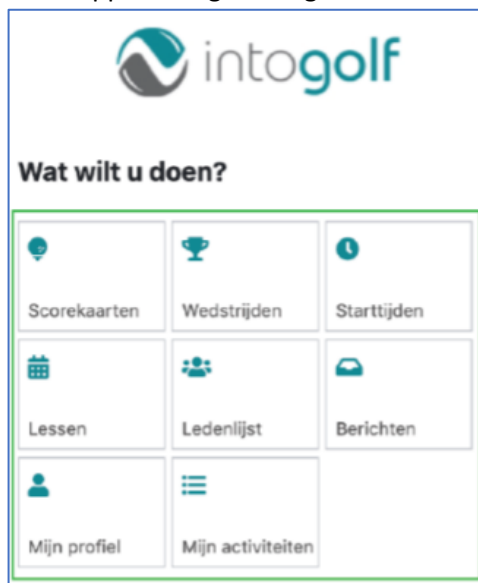 intogolf
Wat wilt u doen?
Scorekaarten Wedstrijden Starttijden
Lessen Ledenlijst Berichten
Mijn profiel Mijn activiteiten